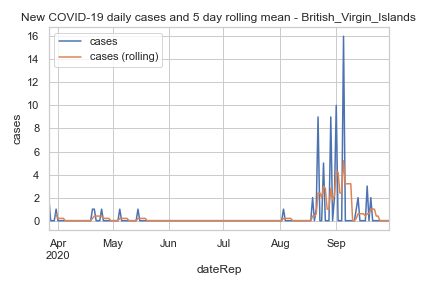 New COVID-19 daily cases and 5 day rolling mean - British_Virgin_Islands
cases
cases (rolling)
16
14
12
10
8
6
4
2
0
cases
Apr
2020
May
Jun
Jul
Aug
Sep
dateRep